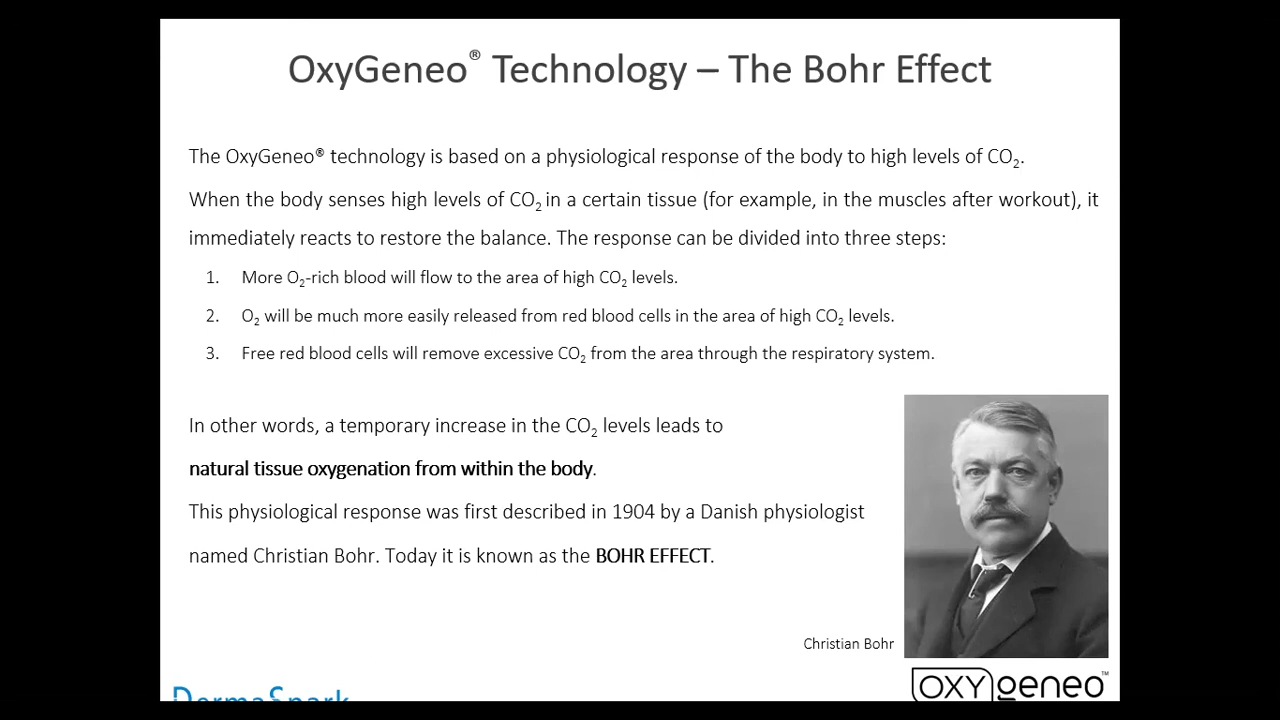 OxyGeneo® Technology – The Bohr Effect
The OxyGeneo® technology is based on a physiological response of the body to high levels of CO₂.
When the body senses high levels of CO₂ in a certain tissue (for example, in the muscles after workout), it
immediately reacts to restore the balance. The response can be divided into three steps:
1. More O₂-rich blood will flow to the area of high CO₂ levels.
2. O₂ will be much more easily released from red blood cells in the area of high CO₂ levels.
3. Free red blood cells will remove excessive CO₂ from the area through the respiratory system.
In other words, a temporary increase in the CO₂ levels leads to
natural tissue oxygenation from within the body.
This physiological response was first described in 1904 by a Danish physiologist
named Christian Bohr. Today it is known as the BOHR EFFECT.
Christian Bohr
DermaSpark
OXYgeneo™